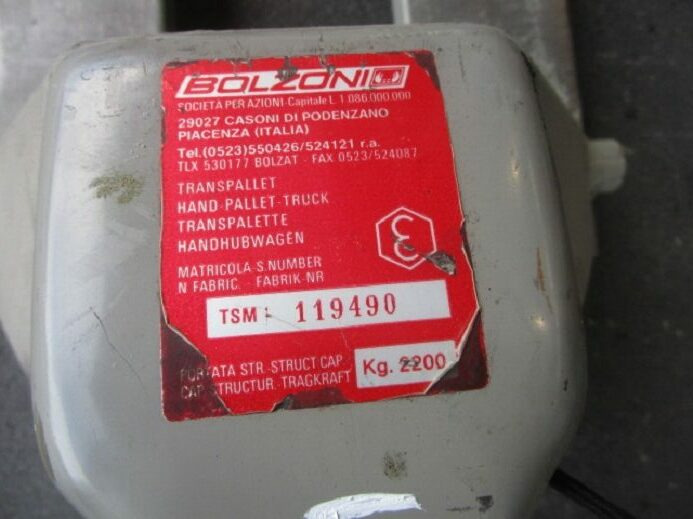 BOLZONI
SOCIETÀ PER AZIONI - Capitale L. 1.086.000.000
29027 CASONI DI PODENZANO
PIACENZA (ITALIA)
Tel. (0523) 550426/524121 r.a.
TLX 530177 BOLZAT - FAX 0523/524087
TRANSPALLET
HAND-PALLET-TRUCK
TRANSPALETTE
HANDHUBWAGEN
MATRICOLA - S. NUMBER
N FABRIC. FABRIK-NR
TSM: 119490
PORTATA STR.-STRUCT CAP.
CAP STRUCTUR. TRAGKRAFT
Kg. 2200